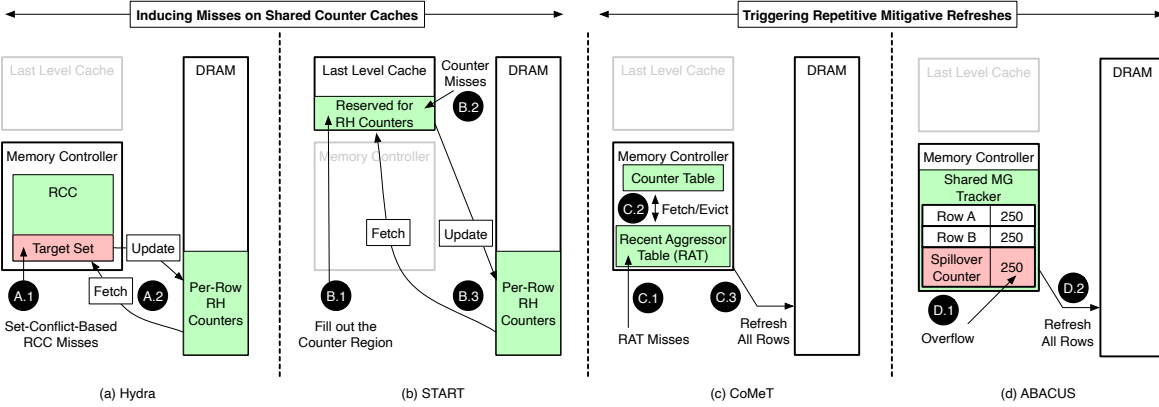 Inducing Misses on Shared Counter Caches
Triggering Repetitive Mitigative Refreshes
Last Level Cache
DRAM
Memory Controller
RCC
Target Set
Update
Fetch
A.1
A.2
Per-Row
RH
Counters
Set-Conflict-Based
RCC Misses
(a) Hydra
Last Level Cache
Counter
Misses
DRAM
Reserved for
RH Counters
B.2
Memory Controller
Fetch
Update
B.1
B.3
Per-Row
RH
Counters
Fill out the
Counter Region
(b) START
Last Level Cache
DRAM
Memory Controller
Counter Table
C.2
Fetch/Evict
Recent Aggressor
Table (RAT)
C.1
C.3
RAT Misses
Refresh
All Rows
(c) CoMeT
Last Level Cache
DRAM
Memory Controller
Shared MG
Tracker
Row A 250
Row B 250
Spillover
Counter 250
D.1
D.2
Overflow
Refresh
All Rows
(d) ABACUS